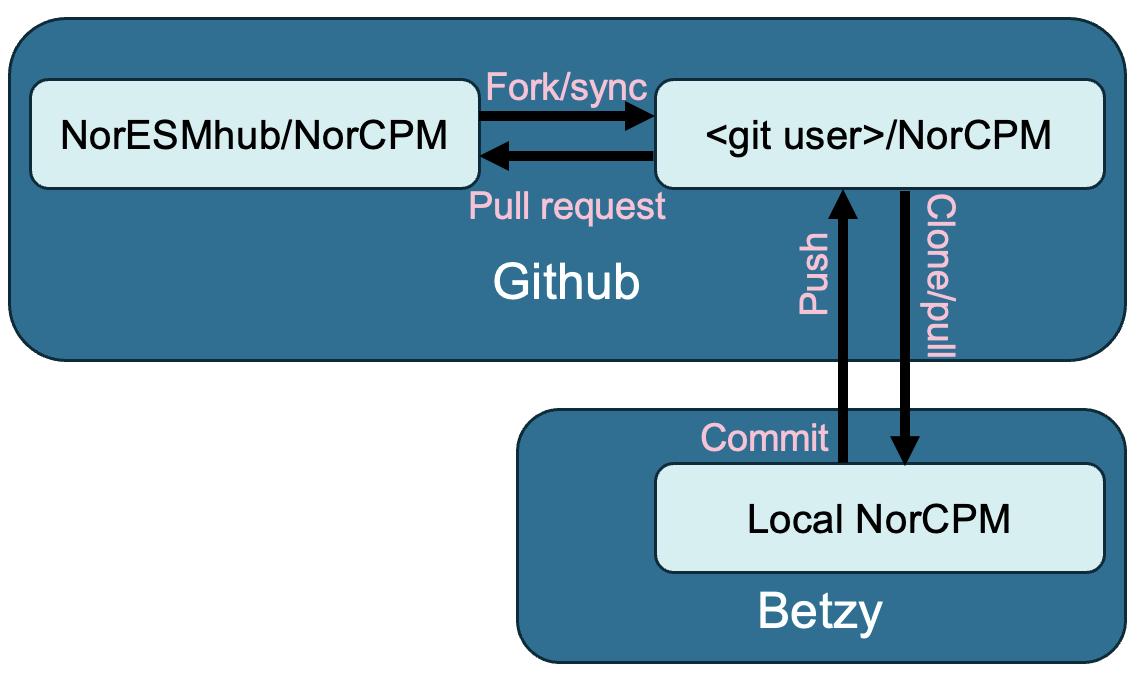 Fork/sync
NorESMhub/NorCPM
<git user>/NorCPM
Pull request
Github
Push
Clone/pull
Commit
Local NorCPM
Betzy